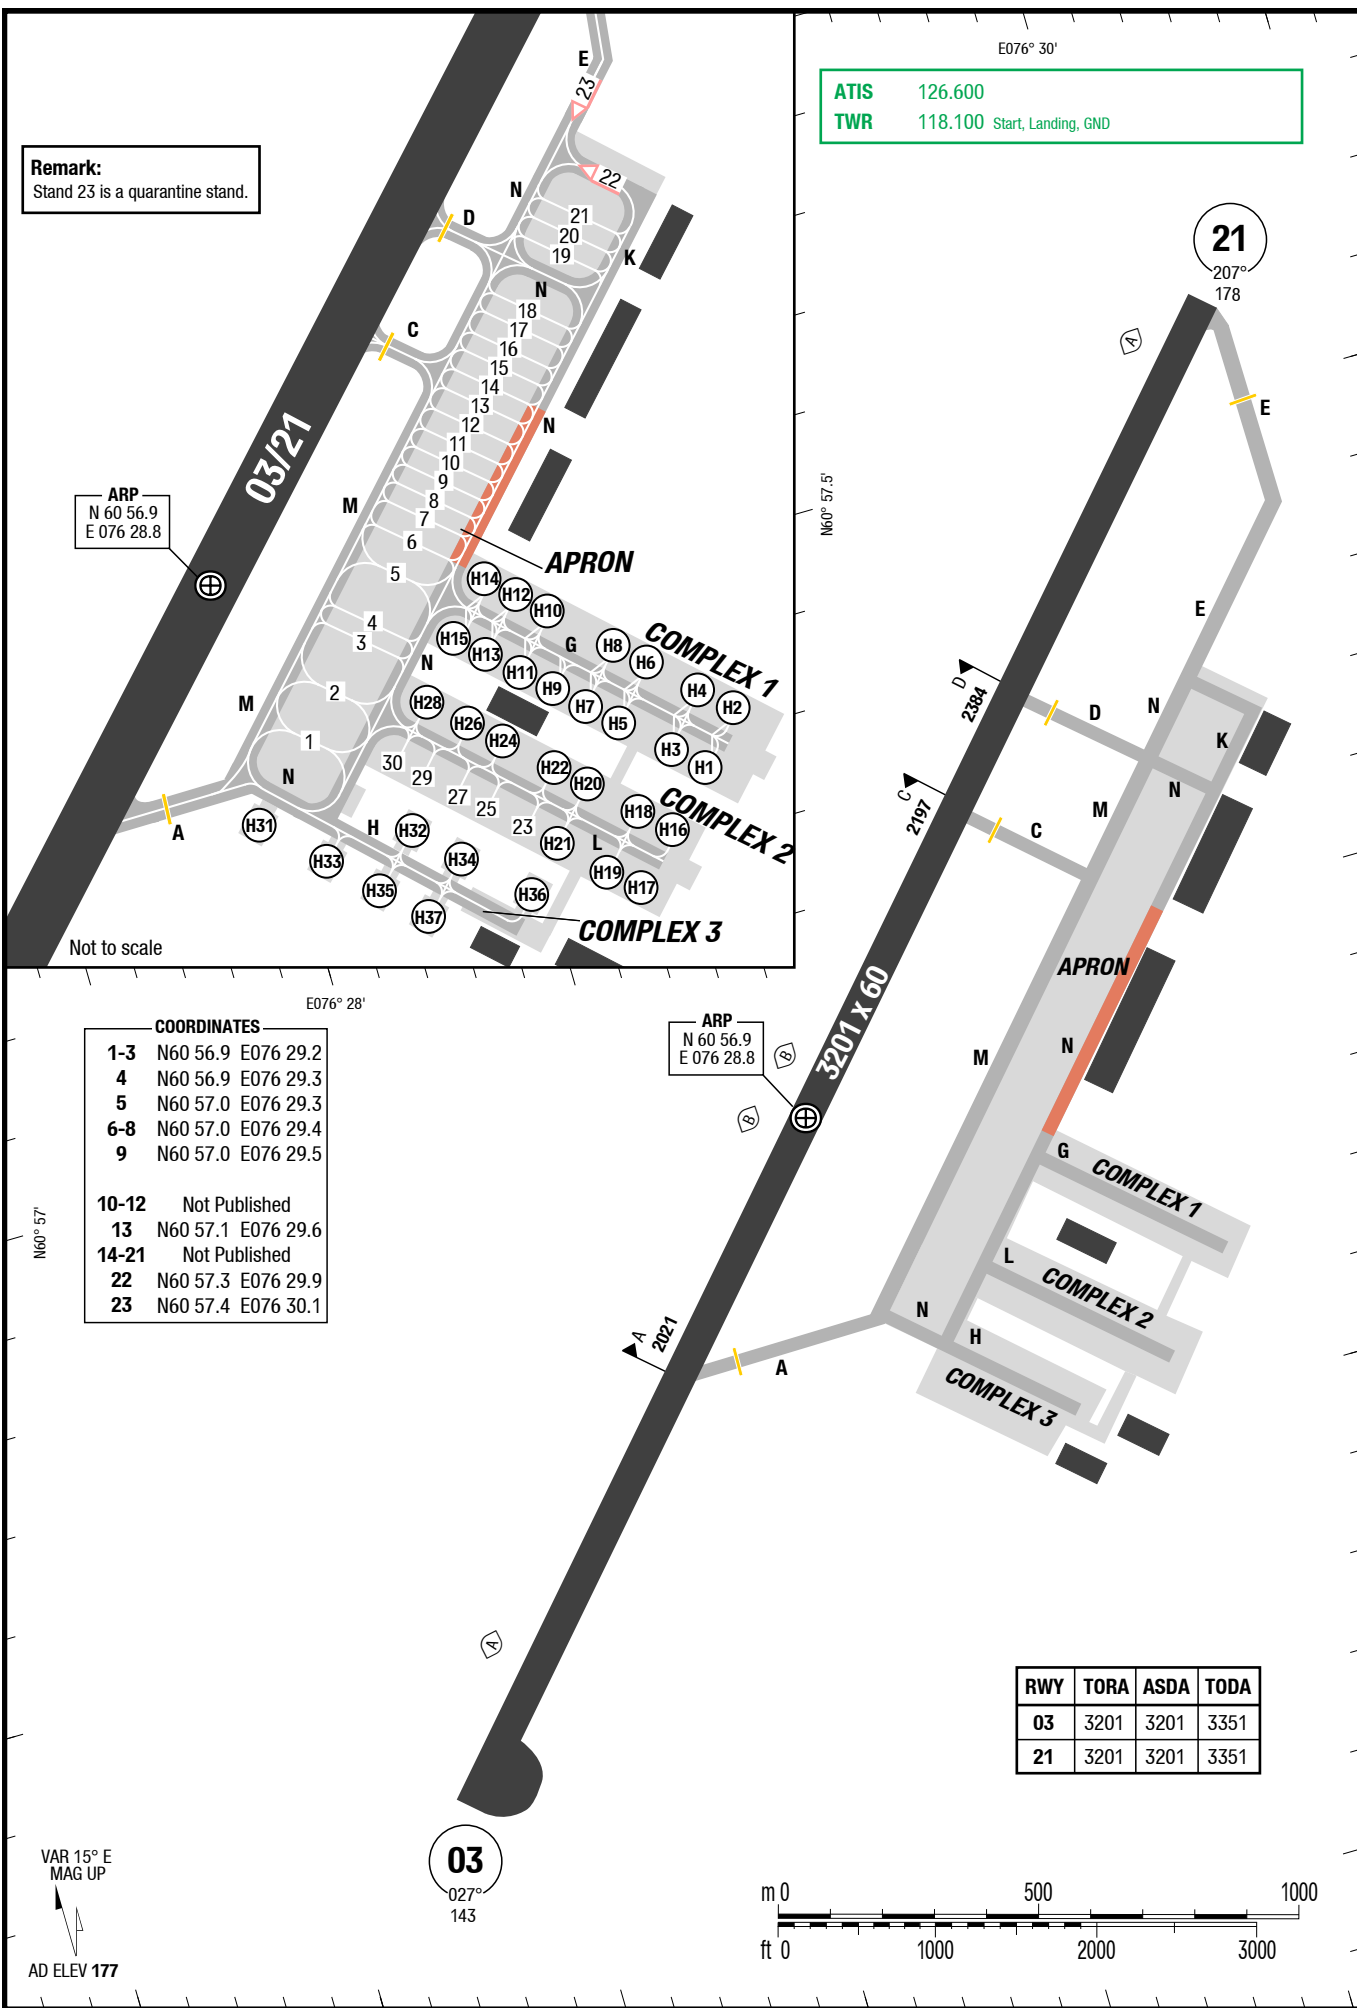 E076° 30'
ATIS 126.600
TWR 118.100 Start, Landing, GND
Remark:
Stand 23 is a quarantine stand.
E
23
22
N
D
21
20
19
K
N
C
18
17
16
15
14
13
12
N
11
10
9
8
7
6
5
4
3
2
1
03/21
M
M
ARP
N 60 56.9
E 076 28.8
APRON
H14
H12
H10
H15
H13
H11
H9
H7
H5
G
H8
H6
H4
H2
H3
H1
COMPLEX 1
N
H28
H26
H24
H22
H20
H18
H16
COMPLEX 2
30
29
27
25
23
H21
L
H19
H17
N
A
H31
H
H32
H33
H34
H35
H36
H37
COMPLEX 3
Not to scale
E076° 28'
N60° 57.5'
N60° 57'
COORDINATES
1-3 N60 56.9 E076 29.2
4 N60 56.9 E076 29.3
5 N60 57.0 E076 29.3
6-8 N60 57.0 E076 29.4
9 N60 57.0 E076 29.5
10-12 Not Published
13 N60 57.1 E076 29.6
14-21 Not Published
22 N60 57.3 E076 29.9
23 N60 57.4 E076 30.1
21
207°
178
A
E
E
D
2384
D
N
K
N
C
2197
C
M
APRON
3201 x 60
N
M
ARP
N 60 56.9
E 076 28.8
B
B
G
COMPLEX 1
L
COMPLEX 2
N
H
COMPLEX 3
A
2021
A
A
RWY TORA ASDA TODA
03 3201 3201 3351
21 3201 3201 3351
03
027°
143
VAR 15° E
MAG UP
AD ELEV 177
m 0 500 1000
ft 0 1000 2000 3000